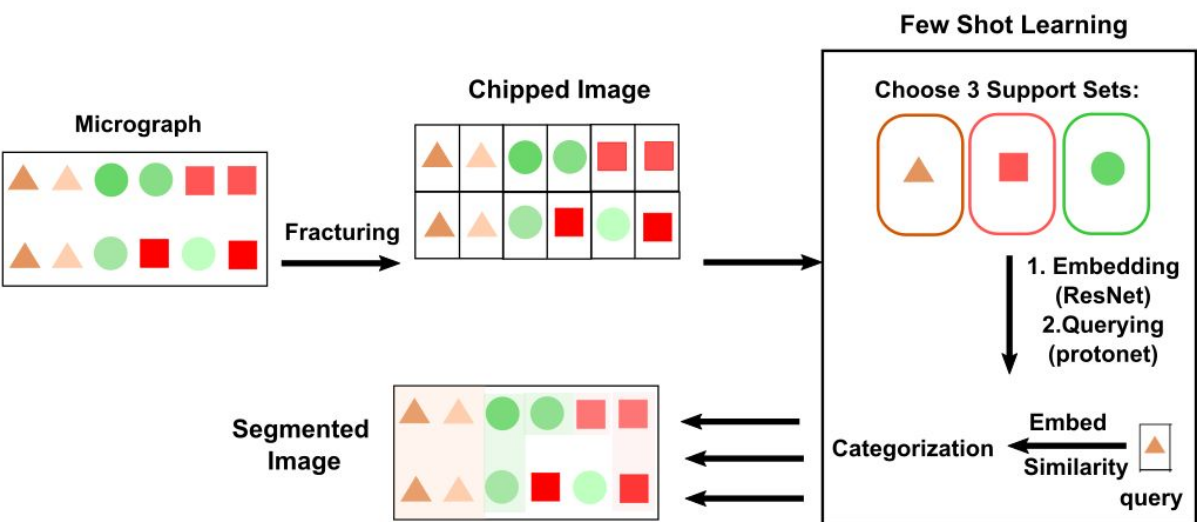 Few Shot Learning
Chipped Image
Choose 3 Support Sets:
Micrograph
Fracturing
1. Embedding
(ResNet)
2.Querying
(protonet)
Segmented
Image
Categorization
Embed
Similarity
query